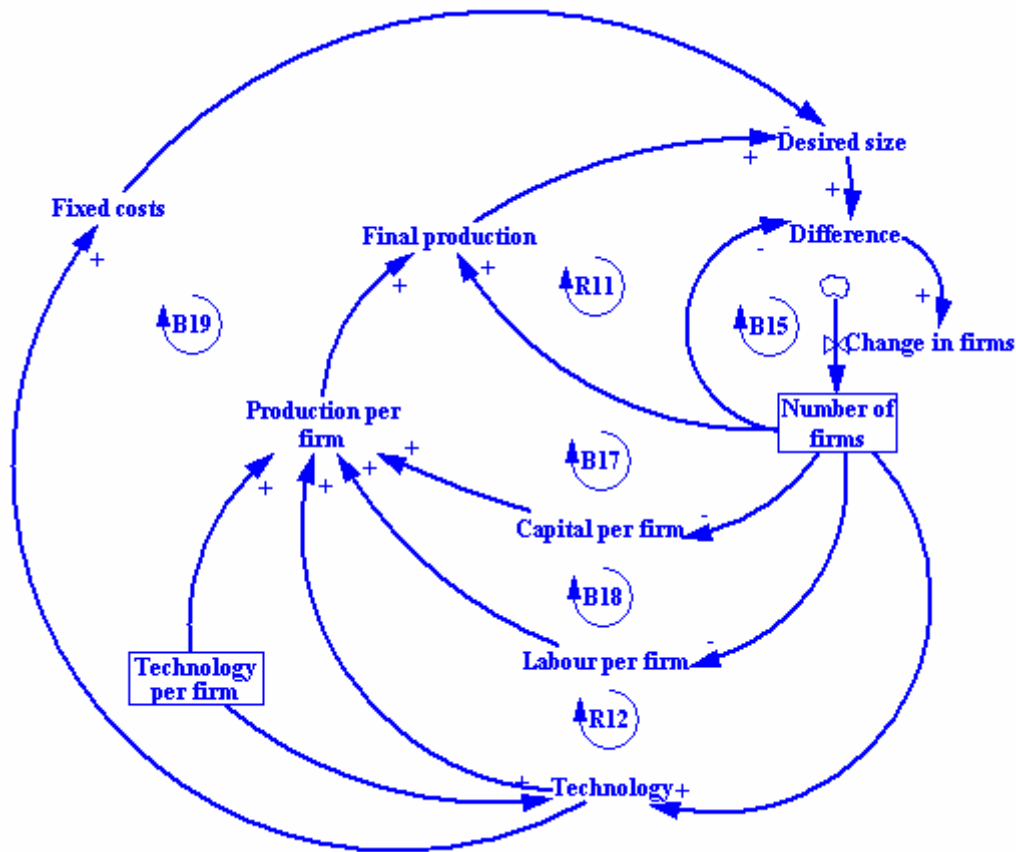 -
Desired size
+
+
Fixed costs
+
Final production
+
+
-
Difference
+
R11
B19
B15
Change in firms
Production per
firm
+
+
+
+
Number of
firms
B17
-
Capital per firm
B18
-
Labour per firm
Technology
per firm
R12
+
Technology
+